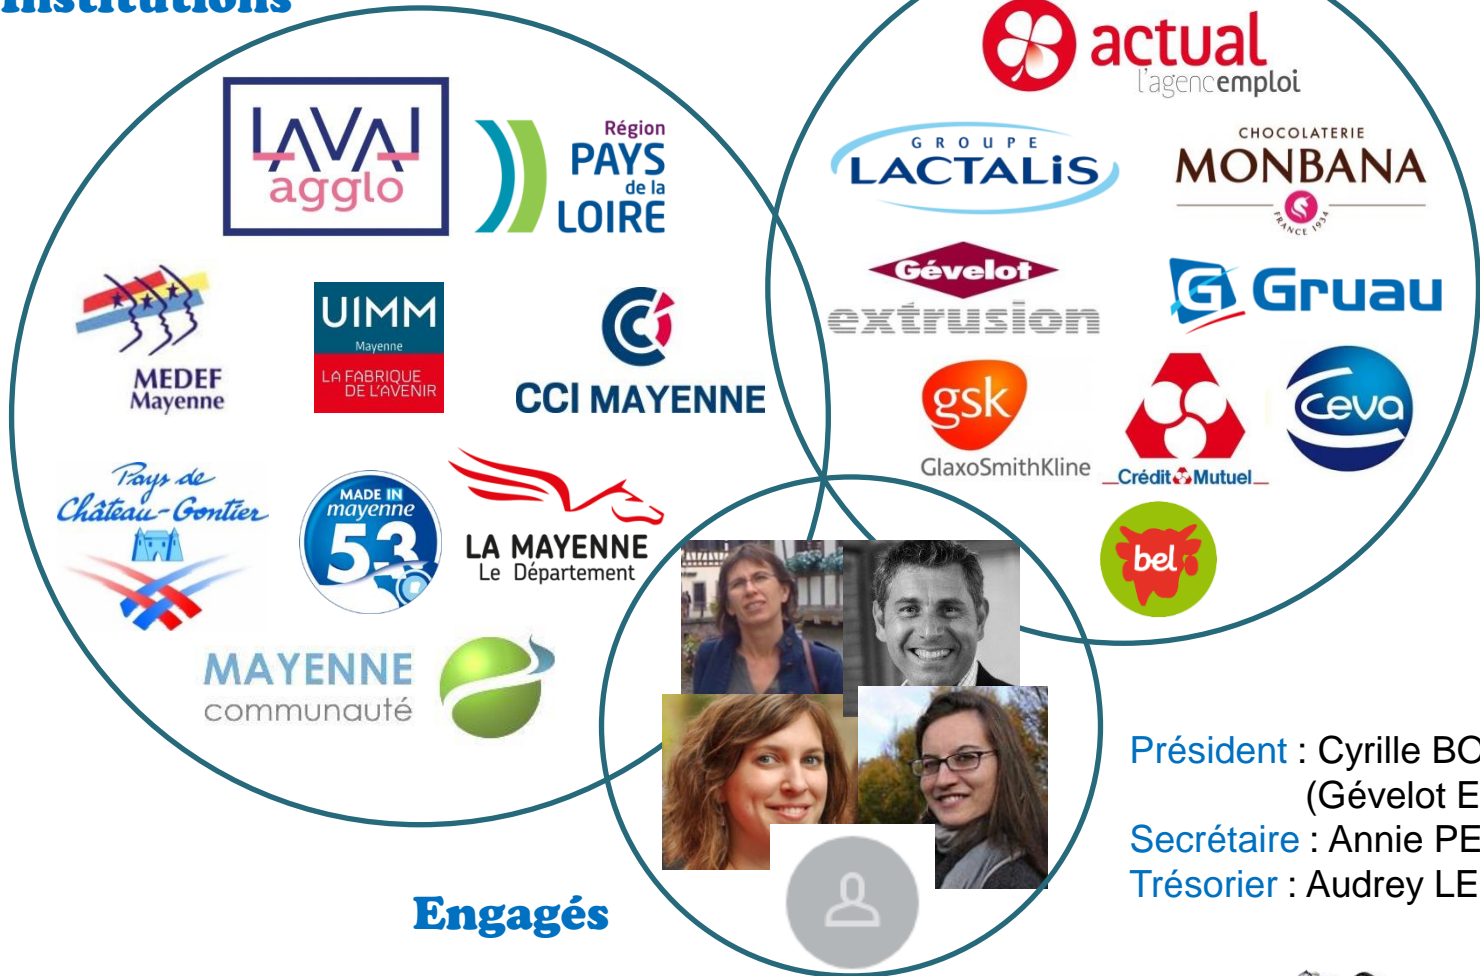 Institutions
LAVAL
agglo
Région
PAYS
de la
LOIRE
MEDEF
Mayenne
UIMM
Mayenne
LA FABRIQUE
DE L'AVENIR
CCI MAYENNE
Pays de
Château-Gontier
MADE IN
mayenne
53
LA MAYENNE
Le Département
MAYENNE
communauté
actual
l'agencemploi
GROUPE
LACTALiS
CHOCOLATERIE
MONBANA
FRANCE 1934
Gévelot
extrusion
G Gruau
gsk
GlaxoSmithKline
Crédit Mutuel
Ceva
bel
Engagés
Président : Cyrille BO
(Gévelot E
Secrétaire : Annie PE
Trésorier : Audrey LE